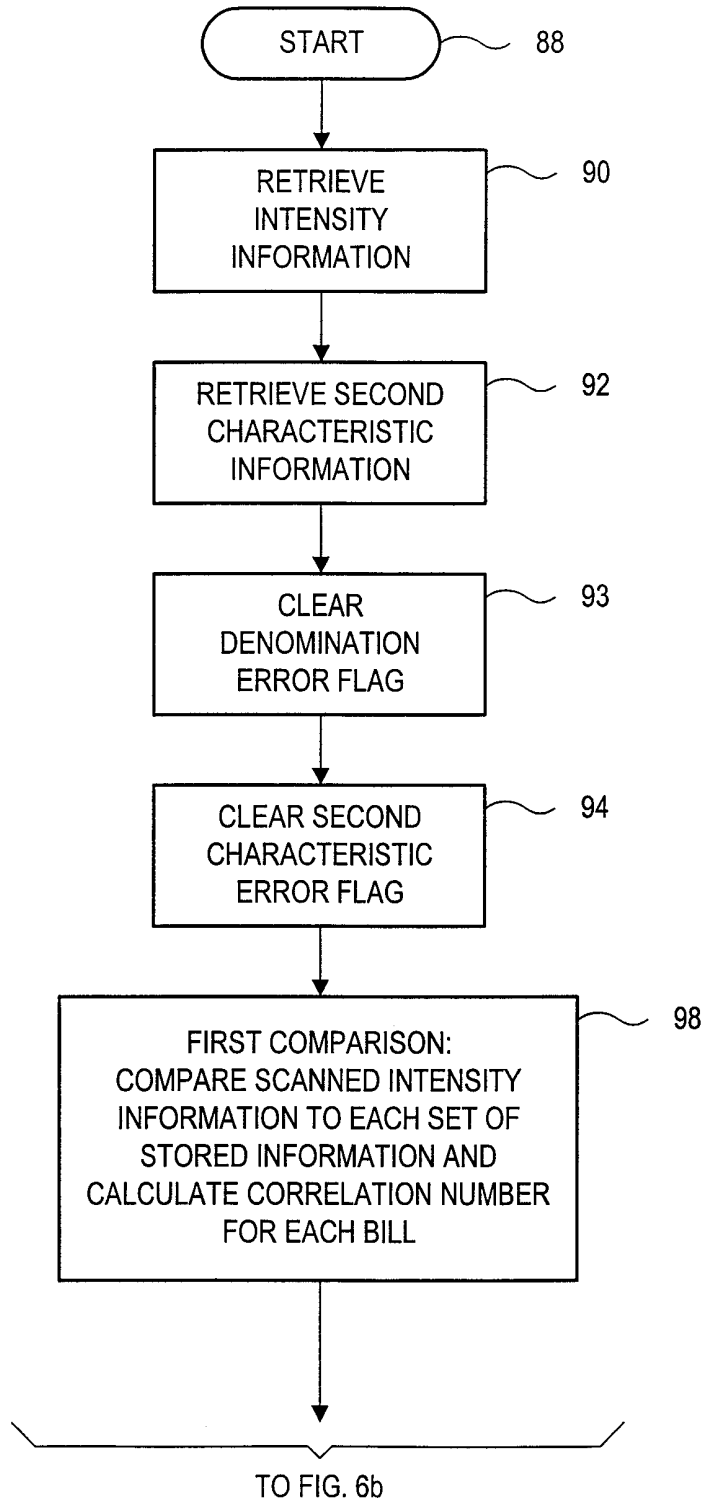 START
88
RETRIEVE
INTENSITY
INFORMATION
90
RETRIEVE SECOND
CHARACTERISTIC
INFORMATION
92
CLEAR
DENOMINATION
ERROR FLAG
93
CLEAR SECOND
CHARACTERISTIC
ERROR FLAG
94
FIRST COMPARISON:
COMPARE SCANNED INTENSITY
INFORMATION TO EACH SET OF
STORED INFORMATION AND
CALCULATE CORRELATION NUMBER
FOR EACH BILL
98
TO FIG. 6b